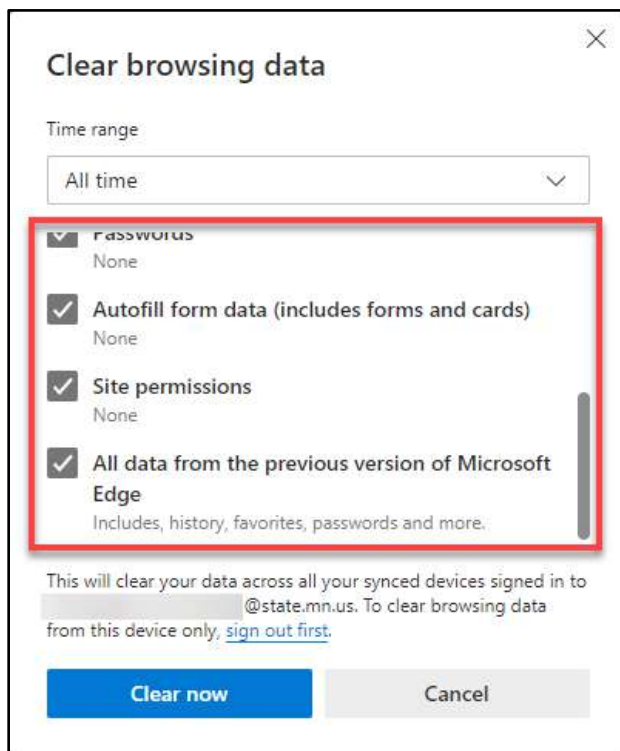 Clear browsing data
Time range
All time
Passwords
None
Autofill form data (includes forms and cards)
None
Site permissions
None
All data from the previous version of Microsoft
Edge
Includes, history, favorites, passwords and more.
This will clear your data across all your synced devices signed in to
@state.mn.us. To clear browsing data
from this device only, sign out first.
Clear now
Cancel